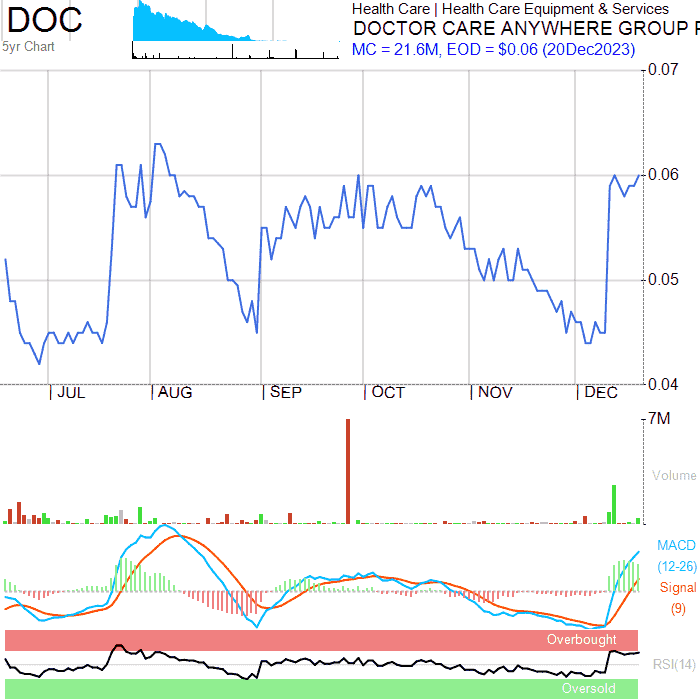 DOC
5yr Chart
Health Care | Health Care Equipment & Services
DOCTOR CARE ANYWHERE GROUP P
MC = 21.6M, EOD = $0.06 (20Dec2023)
0.07
0.06
0.05
0.04
JUL AUG SEP OCT NOV DEC
7M
Volume
MACD
(12-26)
Signal
(9)
Overbought
RSI(14)
Oversold